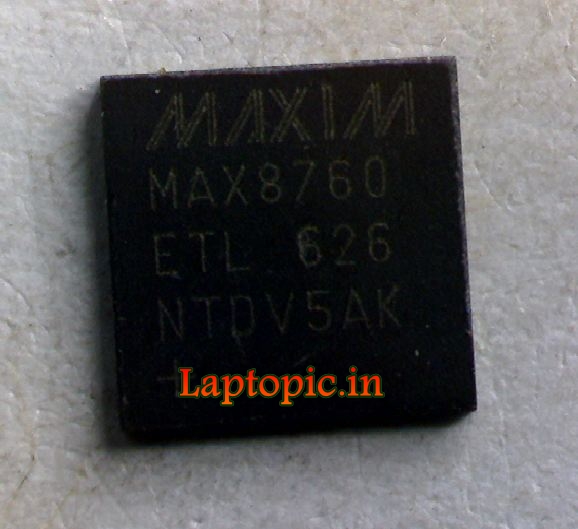 MAXIM
MAX8760
ETL 626
NTDV5AK
+
Laptopic.in